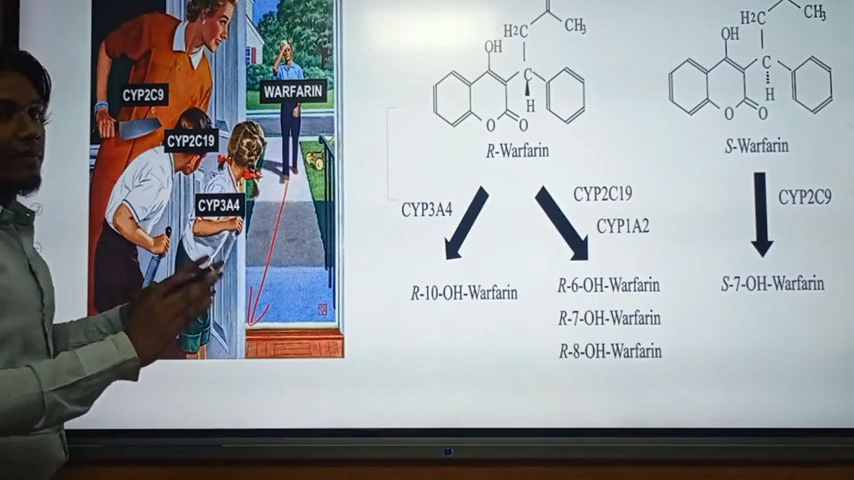 CYP2C9
WARFARIN
CYP2C19
CYP3A4
H2C
CH3
OH
H
O
O
R-Warfarin
CYP3A4
CYP2C19
CYP1A2
R-10-OH-Warfarin
R-6-OH-Warfarin
R-7-OH-Warfarin
R-8-OH-Warfarin
H2C
CH3
OH
H
O
O
S-Warfarin
CYP2C9
S-7-OH-Warfarin